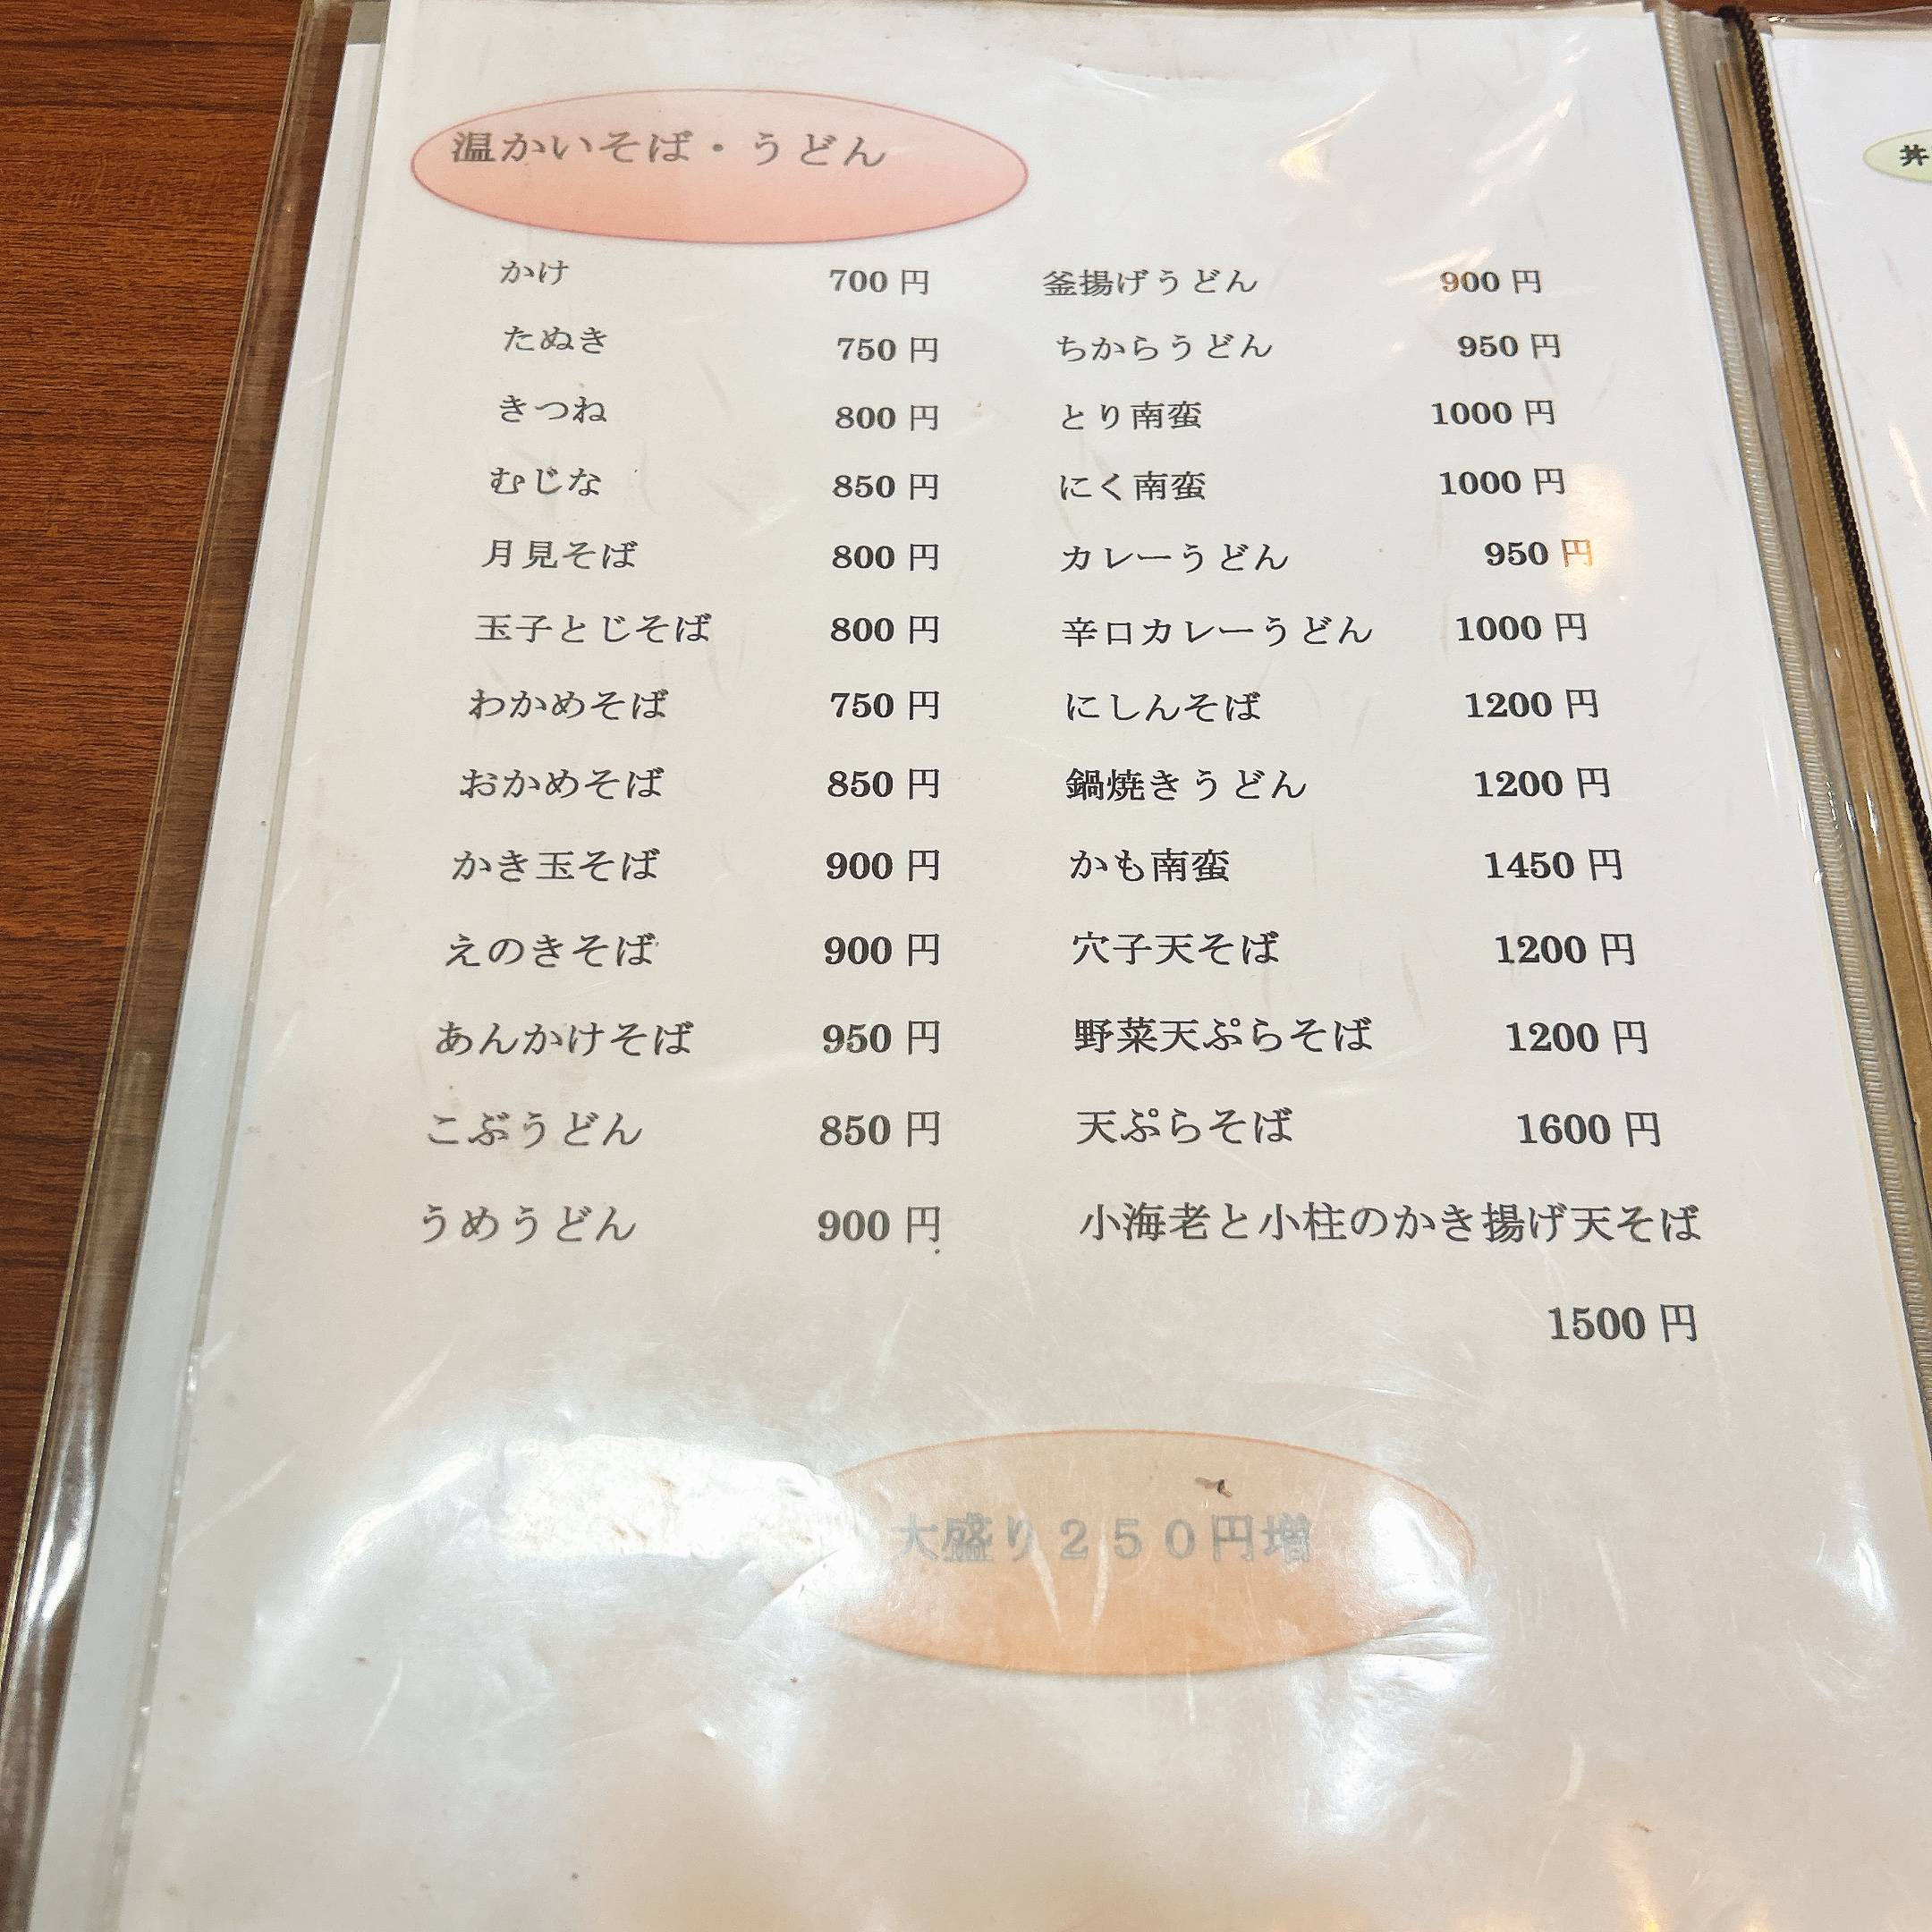 温かいそば・うどん
かけ 700円
たぬき 750円
きつね 800円
むじな 850円
月見そば 800円
玉子とじそば 800円
わかめそば 750円
おかめそば 850円
かき玉そば 900円
えのきそば 900円
あんかけそば 950円
こぶうどん 850円
うめうどん 900円
釜揚げうどん 900円
ちからうどん 950円
とり南蛮 1000円
にく南蛮 1000円
カレーうどん 950円
辛口カレーうどん 1000円
にしんそば 1200円
鍋焼きうどん 1200円
かも南蛮 1450円
穴子天そば 1200円
野菜天ぷらそば 1200円
天ぷらそば 1600円
小海老と小柱のかき揚げ天そば
1500円
大盛り２５０円増
丼